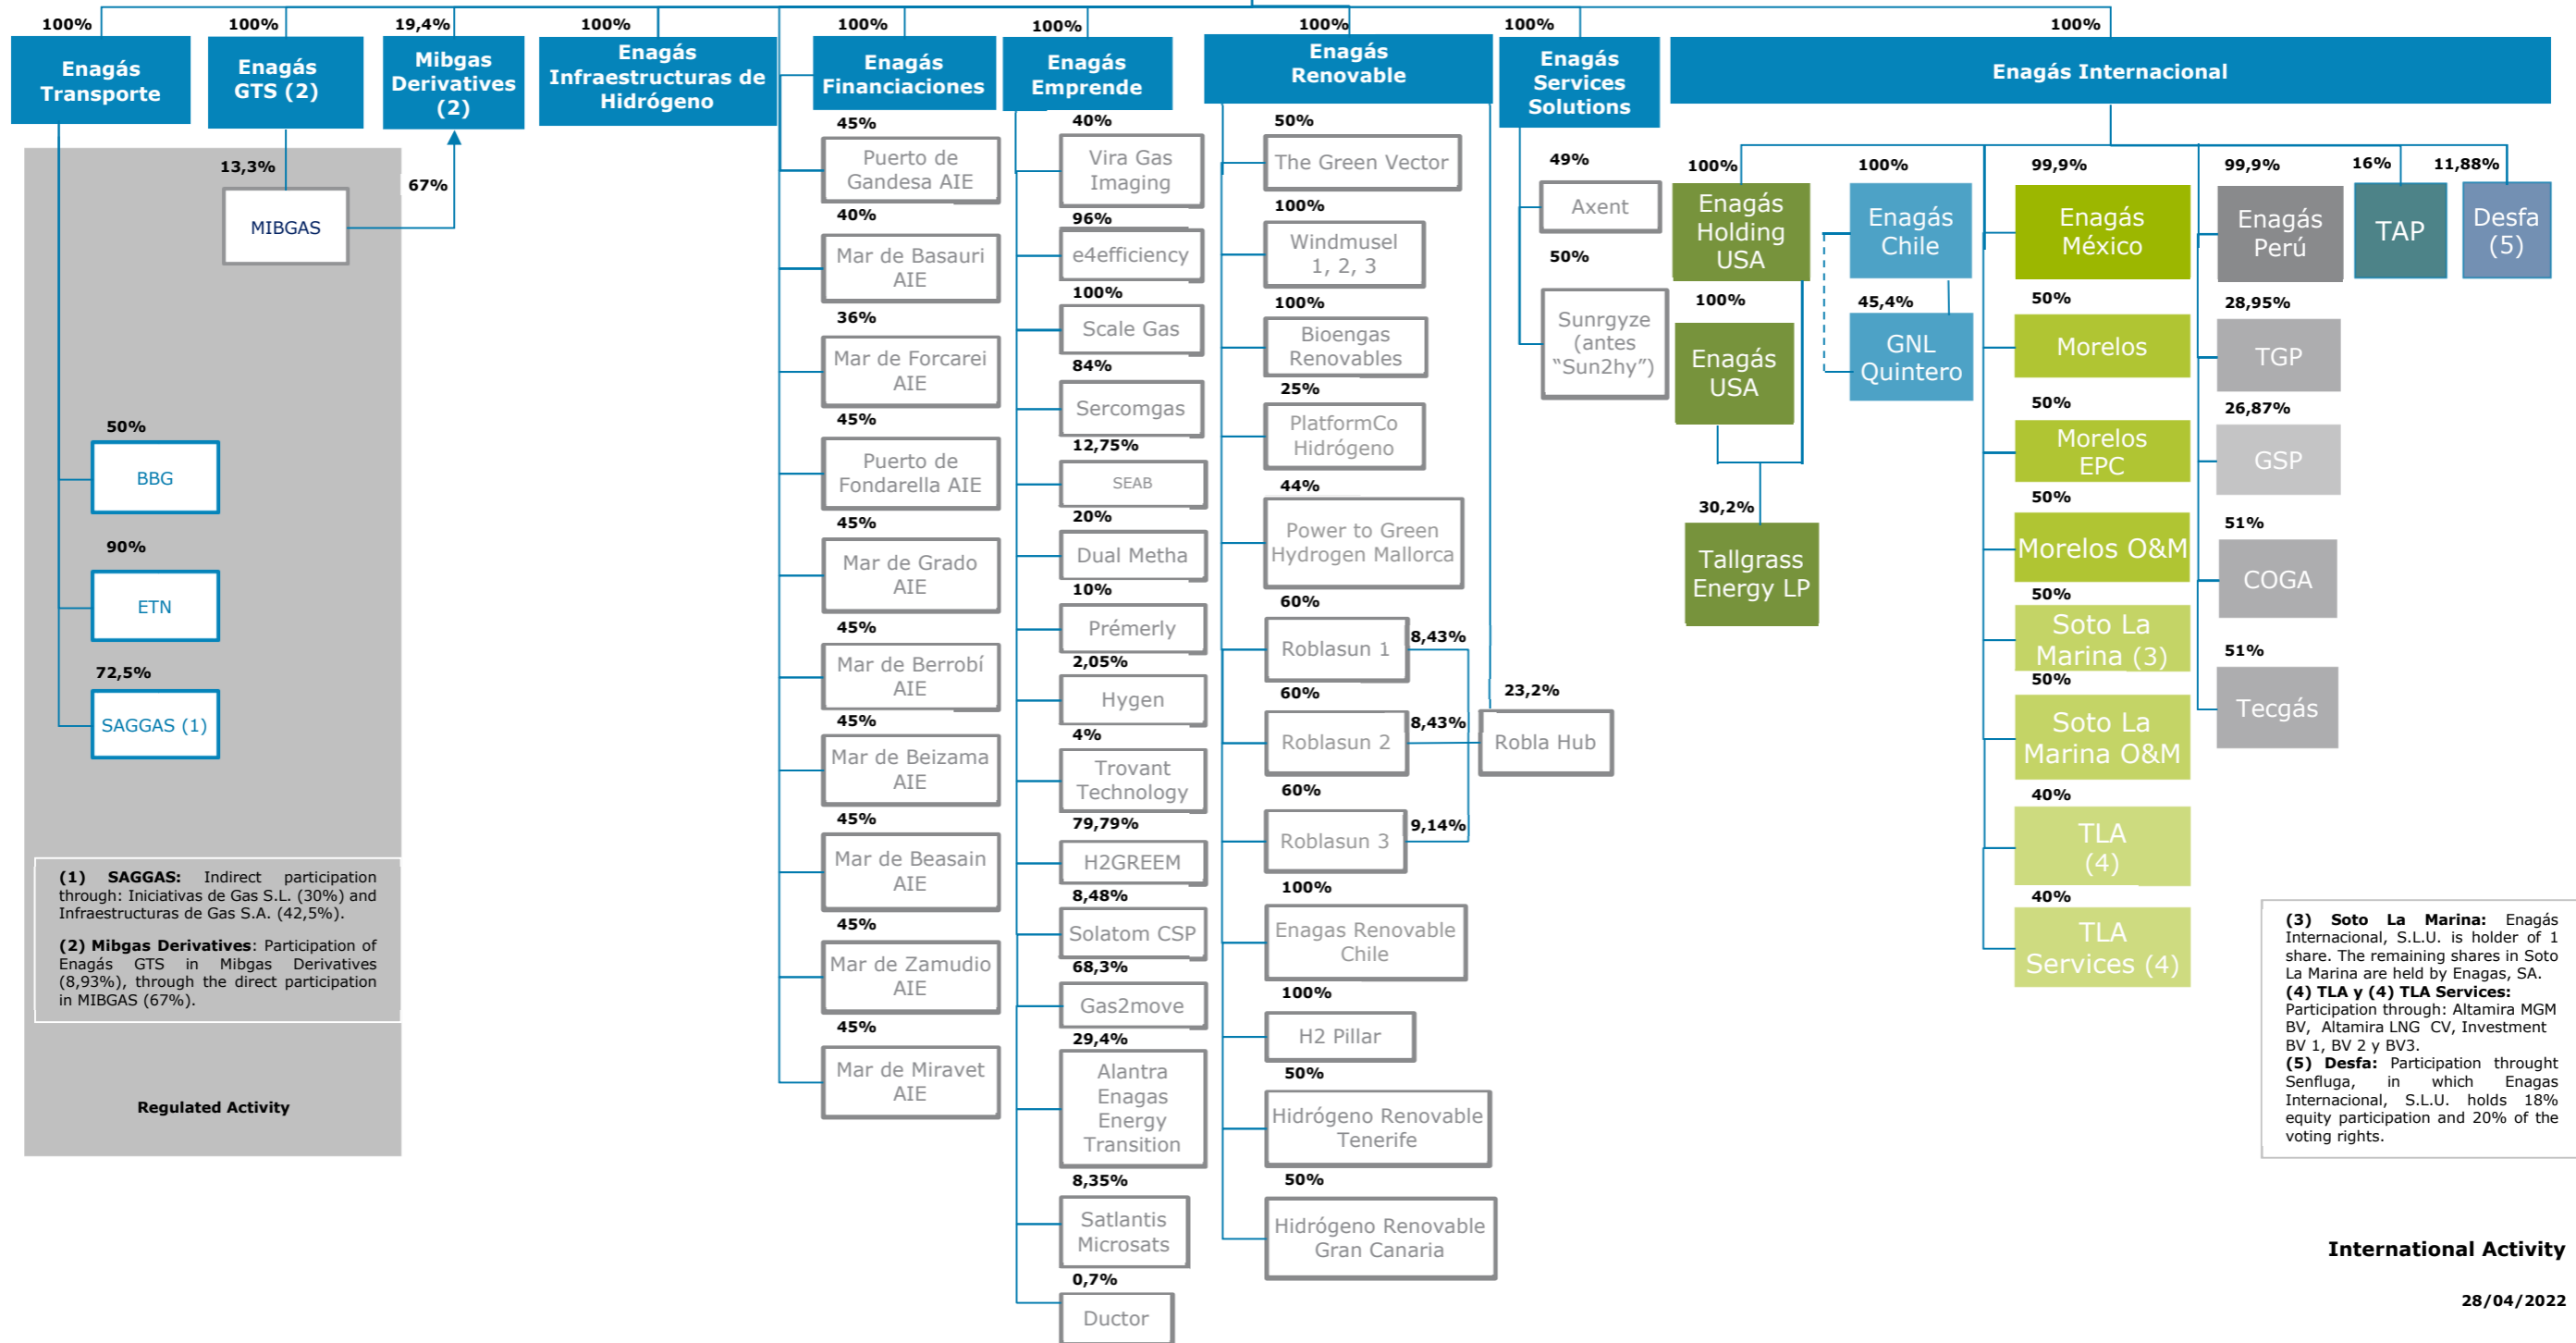 100%
Enagás
Transporte
100%
Enagás
GTS (2)
19,4%
Mibgas
Derivatives
(2)
100%
Enagás
Infraestructuras de
Hidrógeno
100%
Enagás
Financiaciones
100%
Enagás
Emprende
100%
Enagás
Renovable
100%
Enagás
Services
Solutions
100%
Enagás Internacional
13,3%
MIBGAS
67%
50%
BBG
90%
ETN
72,5%
SAGGAS (1)
(1) SAGGAS: Indirect participation
through: Iniciativas de Gas S.L. (30%) and
Infraestructuras de Gas S.A. (42,5%).
(2) Mibgas Derivatives: Participation of
Enagás GTS in Mibgas Derivatives
(8,93%), through the direct participation
in MIBGAS (67%).
Regulated Activity
45%
Puerto de
Gandesa AIE
40%
Mar de Basauri
AIE
36%
Mar de Forcarei
AIE
45%
Puerto de
Fondarella AIE
45%
Mar de Grado
AIE
45%
Mar de Berrobí
AIE
45%
Mar de Beizama
AIE
45%
Mar de Beasain
AIE
45%
Mar de Zamudio
AIE
45%
Mar de Miravet
AIE
40%
Vira Gas
Imaging
96%
e4efficiency
100%
Scale Gas
84%
Sercomgas
12,75%
SEAB
20%
Dual Metha
10%
Prémerly
2,05%
Hygen
4%
Trovant
Technology
79,79%
H2GREEM
8,48%
Solatom CSP
68,3%
Gas2move
29,4%
Alantra
Enagas
Energy
Transition
8,35%
Satlantis
Microsats
0,7%
Ductor
50%
The Green Vector
100%
Windmusel
1, 2, 3
100%
Bioengas
Renovables
25%
PlatformCo
Hidrógeno
44%
Power to Green
Hydrogen Mallorca
60%
Roblasun 1
8,43%
60%
Roblasun 2
8,43%
60%
Roblasun 3
9,14%
23,2%
Robla Hub
100%
Enagas Renovable
Chile
100%
H2 Pillar
50%
Hidrógeno Renovable
Tenerife
50%
Hidrógeno Renovable
Gran Canaria
49%
Axent
50%
Sunrgyze
(antes
“Sun2hy”)
100%
Enagás
Holding
USA
100%
Enagás
USA
30,2%
Tallgrass
Energy LP
100%
Enagás
Chile
45,4%
GNL
Quintero
99,9%
Enagás
México
50%
Morelos
50%
Morelos
EPC
50%
Morelos O&M
50%
Soto La
Marina (3)
50%
Soto La
Marina O&M
40%
TLA
(4)
40%
TLA
Services (4)
99,9%
Enagás
Perú
28,95%
TGP
26,87%
GSP
51%
COGA
51%
Tecgás
16%
TAP
11,88%
Desfa
(5)
(3) Soto La Marina: Enagás
Internacional, S.L.U. is holder of 1
share. The remaining shares in Soto
La Marina are held by Enagas, SA.
(4) TLA y (4) TLA Services:
Participation through: Altamira MGM
BV, Altamira LNG CV, Investment
BV 1, BV 2 y BV3.
(5) Desfa: Participation throught
Senfluga, in which Enagas
Internacional, S.L.U. holds 18%
equity participation and 20% of the
voting rights.
International Activity
28/04/2022